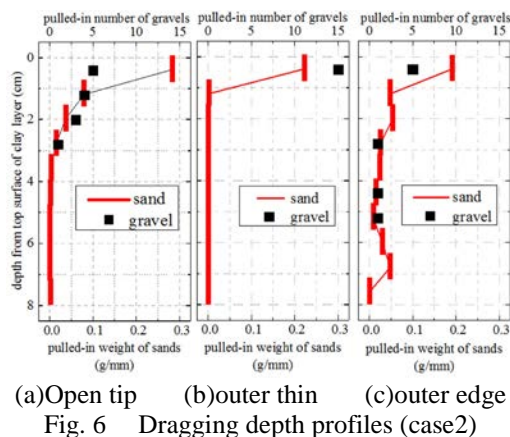 pulled-in number of gravels pulled-in number of gravels pulled-in number of gravels
0 5 10 15 0 5 10 15 0 5 10 15
depth from top surface of clay layer (cm)
0
2
4
6
8
sand
gravel
sand
gravel
sand
gravel
0.0 0.1 0.2 0.3 0.0 0.1 0.2 0.3 0.0 0.1 0.2 0.3
pulled-in weight of sands pulled-in weight of sands pulled-in weight of sands
(g/mm) (g/mm) (g/mm)
(a)Open tip (b)outer thin (c)outer edge
Fig. 6 Dragging depth profiles (case2)